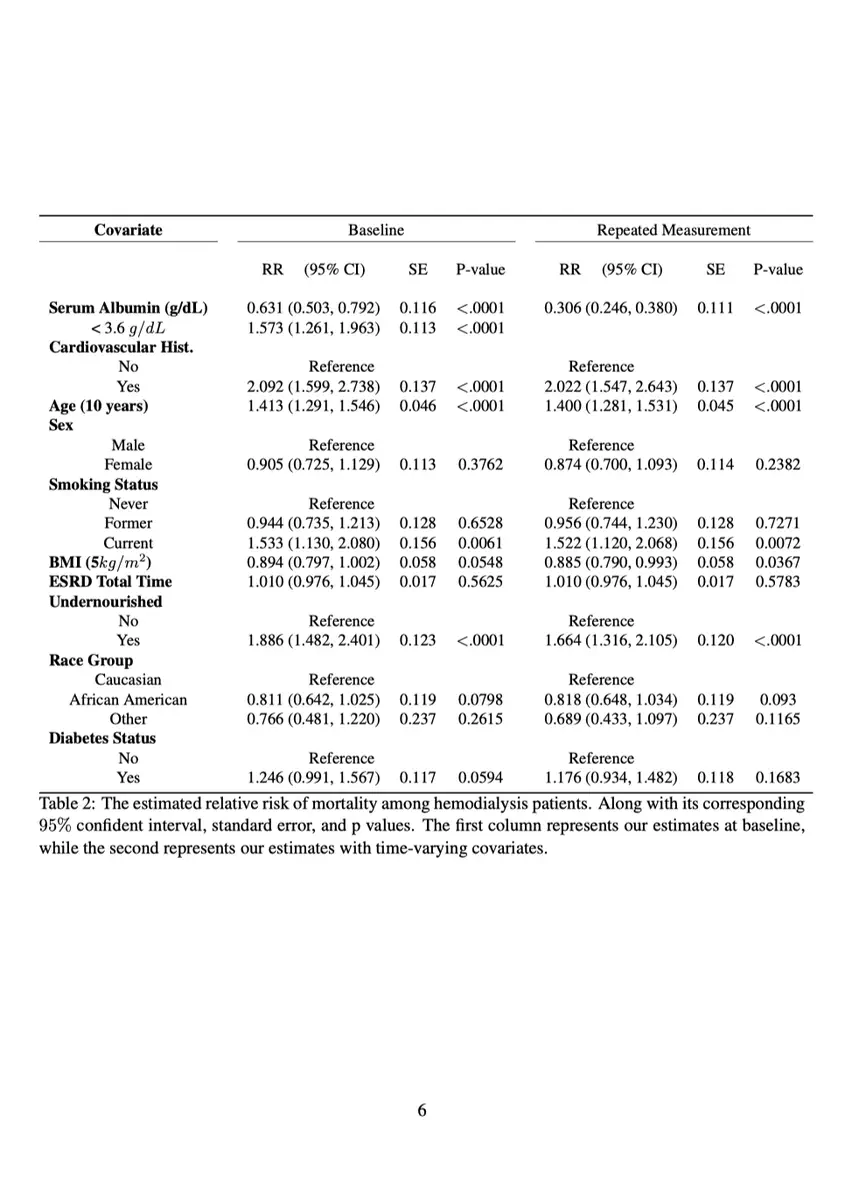 Covariate Baseline Repeated Measurement
RR (95% CI) SE P-value RR (95% CI) SE P-value
Serum Albumin (g/dL) 0.631 (0.503, 0.792) 0.116 <.0001 0.306 (0.246, 0.380) 0.111 <.0001
< 3.6 g/dL 1.573 (1.261, 1.963) 0.113 <.0001
Cardiovascular Hist.
No Reference Reference
Yes 2.092 (1.599, 2.738) 0.137 <.0001 2.022 (1.547, 2.643) 0.137 <.0001
Age (10 years) 1.413 (1.291, 1.546) 0.046 <.0001 1.400 (1.281, 1.531) 0.045 <.0001
Sex
Male Reference Reference
Female 0.905 (0.725, 1.129) 0.113 0.3762 0.874 (0.700, 1.093) 0.114 0.2382
Smoking Status
Never Reference Reference
Former 0.944 (0.735, 1.213) 0.128 0.6528 0.956 (0.744, 1.230) 0.128 0.7271
Current 1.533 (1.130, 2.080) 0.156 0.0061 1.522 (1.120, 2.068) 0.156 0.0072
BMI (5kg/m²) 0.894 (0.797, 1.002) 0.058 0.0548 0.885 (0.790, 0.993) 0.058 0.0367
ESRD Total Time 1.010 (0.976, 1.045) 0.017 0.5625 1.010 (0.976, 1.045) 0.017 0.5783
Undernourished
No Reference Reference
Yes 1.886 (1.482, 2.401) 0.123 <.0001 1.664 (1.316, 2.105) 0.120 <.0001
Race Group
Caucasian Reference Reference
African American 0.811 (0.642, 1.025) 0.119 0.0798 0.818 (0.648, 1.034) 0.119 0.093
Other 0.766 (0.481, 1.220) 0.237 0.2615 0.689 (0.433, 1.097) 0.237 0.1165
Diabetes Status
No Reference Reference
Yes 1.246 (0.991, 1.567) 0.117 0.0594 1.176 (0.934, 1.482) 0.118 0.1683
Table 2: The estimated relative risk of mortality among hemodialysis patients. Along with its corresponding
95% confident interval, standard error, and p values. The first column represents our estimates at baseline,
while the second represents our estimates with time-varying covariates.
6